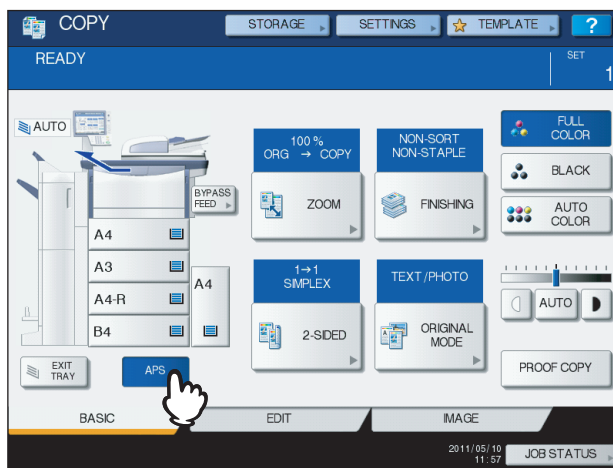 COPY
STORAGE
SETTINGS
TEMPLATE
?
READY
SET
1
AUTO
100 %
ORG → COPY
NON-SORT
NON-STAPLE
FULL
COLOR
BLACK
AUTO
COLOR
BYPASS
FEED
ZOOM
FINISHING
A4
A3
A4-R
B4
A4
1→1
SIMPLEX
TEXT/PHOTO
2-SIDED
ORIGINAL
MODE
AUTO
EXIT
TRAY
APS
PROOF COPY
BASIC
EDIT
IMAGE
2011/05/10
11:57
JOB STATUS